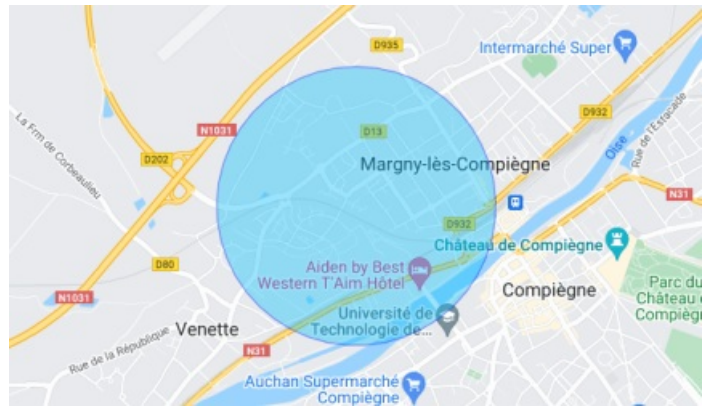 D935
Intermarché Super
La Frm de Corbeaulieu
N1031
D13
D932
Rue de l'Estacade
Oise
D202
Margny-lès-Compiègne
N31
D932
Château de Compiègne
D80
Aiden by Best
Western T'Aim Hôtel
Parc du
Château d
Compiègn
N1031
Compiègne
Université de
Technologie de...
Venette
Rue de la République
N31
Auchan Supermarché
Compiègne